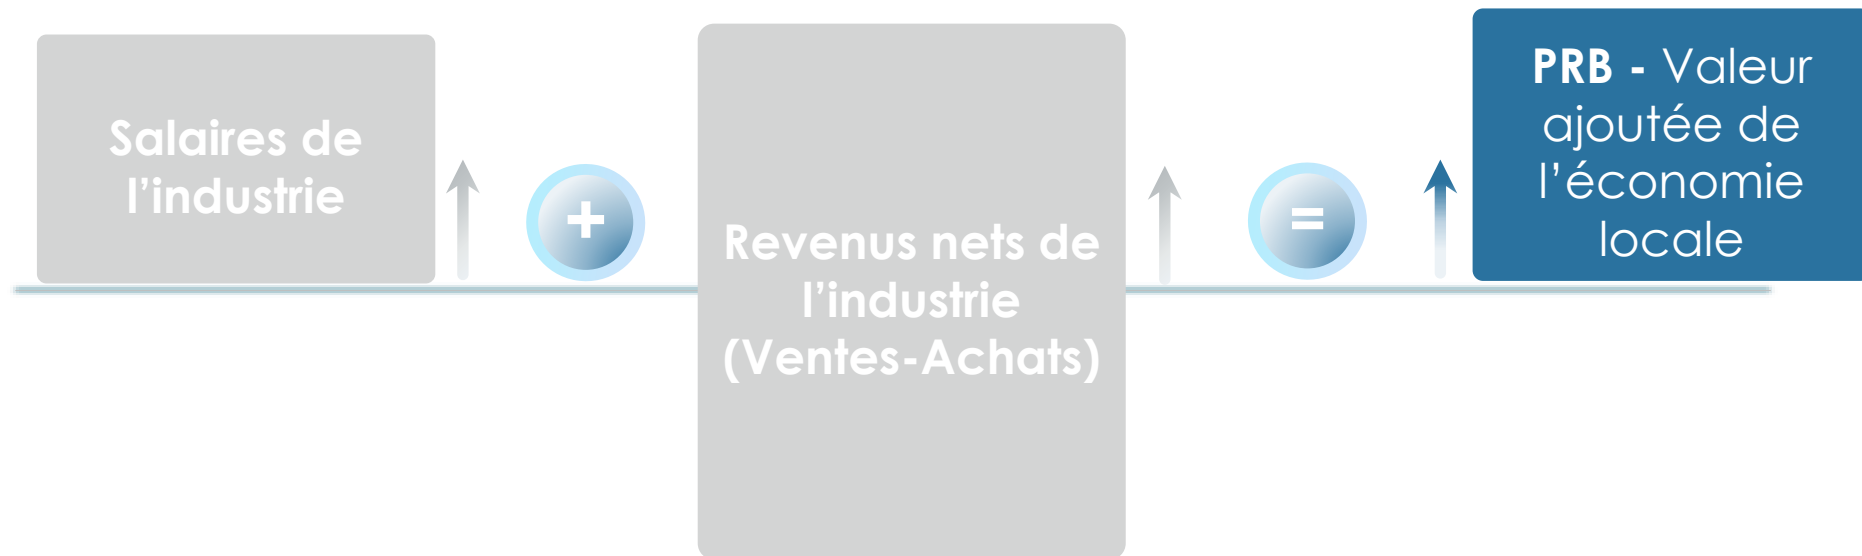 Salaires de
l’industrie
+
Revenus nets de
l’industrie
(Ventes-Achats)
=
PRB - Valeur
ajoutée de
l’économie
locale